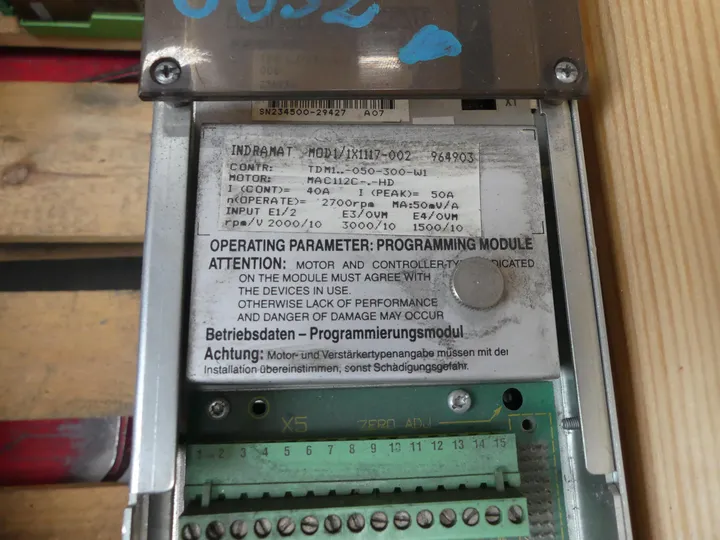 0052
SN234500-29427 A07
X1
INDRAMAT MOD1/1X1117-002 964903
CONTR: TDM1..-050-300-W1
MOTOR: MAC112C-.-HD
I (CONT)= 40A I (PEAK)= 50A
n(OPERATE)= 2700rpm MA:50mV/A
INPUT E1/2 E3/0VM E4/0VM
rpm/V 2000/10 3000/10 1500/10
OPERATING PARAMETER: PROGRAMMING MODULE
ATTENTION: MOTOR AND CONTROLLER-TYP DICATED
ON THE MODULE MUST AGREE WITH
THE DEVICES IN USE.
OTHERWISE LACK OF PERFORMANCE
AND DANGER OF DAMAGE MAY OCCUR
Betriebsdaten – Programmierungsmodul
Achtung: Motor- und Verstärkertypenangabe müssen mit der
Installation übereinstimmen, sonst Schädigungsgefahr.
X5 ZERO ADJ
1 2 3 4 5 6 7 8 9 10 11 12 13 14 15